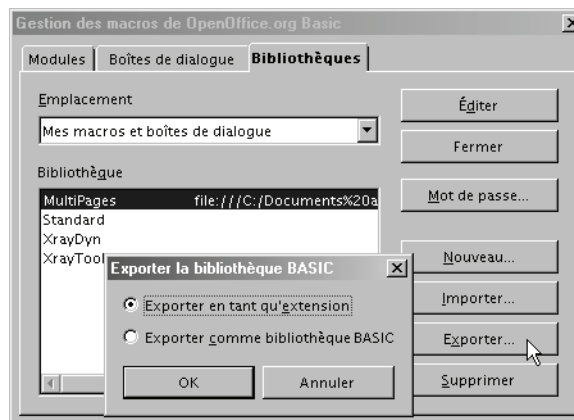 Gestion des macros de OpenOffice.org Basic
Modules Boîtes de dialogue Bibliothèques
Emplacement
Mes macros et boîtes de dialogue
Bibliothèque
MultiPages file:///C:/Documents%20a
Standard
XrayDyn
XrayTool
Éditer
Fermer
Mot de passe...
Nouveau...
Importer...
Exporter...
Supprimer
Exporter la bibliothèque BASIC
Exporter en tant qu'extension
Exporter comme bibliothèque BASIC
OK Annuler